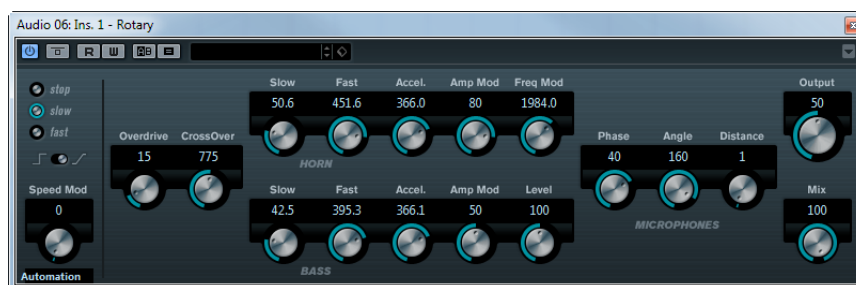 Audio 06: Ins. 1 - Rotary
R W AB
stop
slow
fast
Speed Mod
0
Automation
Overdrive CrossOver
15 775
Slow Fast Accel. Amp Mod Freq Mod
50.6 451.6 366.0 80 1984.0
HORN
Slow Fast Accel. Amp Mod Level
42.5 395.3 366.1 50 100
BASS
Phase Angle Distance
40 160 1
MICROPHONES
Output
50
Mix
100